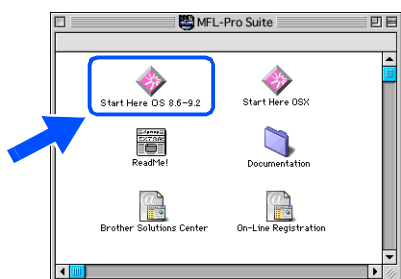 MFL-Pro Suite
Start Here OS 8.6-9.2
Start Here OSX
ReadMe!
Documentation
Brother Solutions Center
On-Line Registration